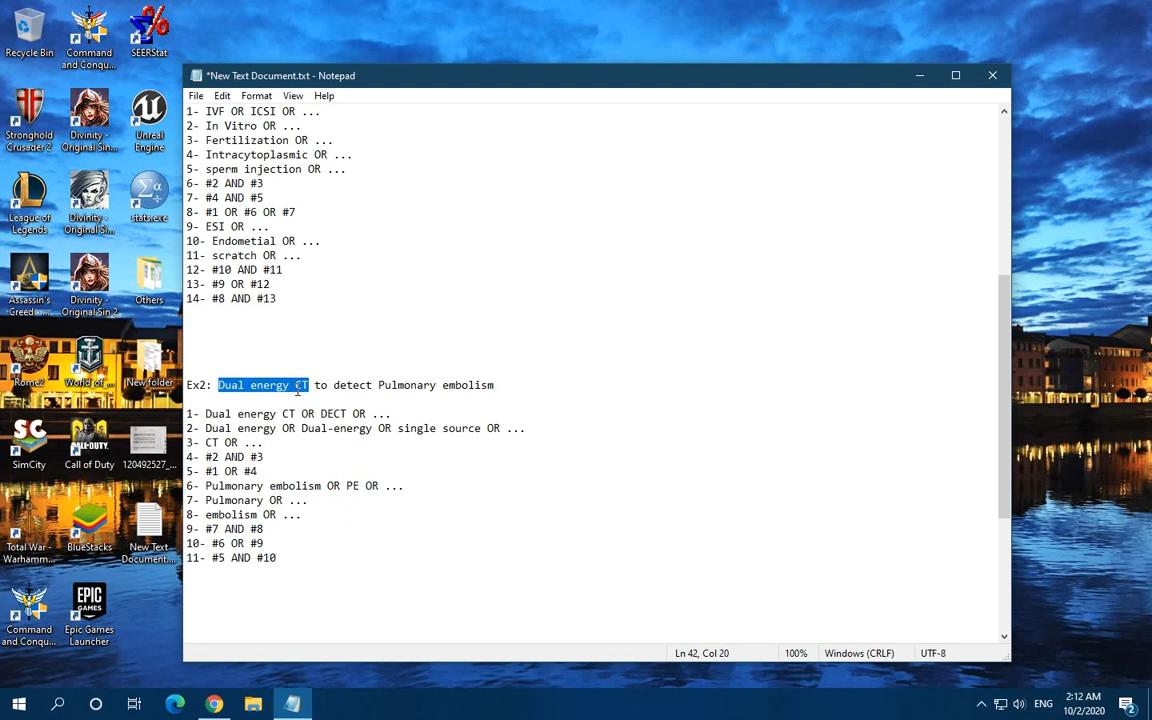 Recycle Bin
Command
and Conqu...
SEERStat
Stronghold
Crusader 2
Divinity -
Original Sin...
Unreal
Engine
League of
Legends
Divinity -
Original Si...
stats.exe
Assassin's
Creed - ...
Divinity -
Original Sin 2
Others
Rome2
World_of_...
New folder
SimCity
Call of Duty
120492527_...
Total War -
Warhamm...
BlueStacks
New Text
Document...
Command
and Conqu...
Epic Games
Launcher
*New Text Document.txt - Notepad
File Edit Format View Help
1- IVF OR ICSI OR ...
2- In Vitro OR ...
3- Fertilization OR ...
4- Intracytoplasmic OR ...
5- sperm injection OR ...
6- #2 AND #3
7- #4 AND #5
8- #1 OR #6 OR #7
9- ESI OR ...
10- Endometial OR ...
11- scratch OR ...
12- #10 AND #11
13- #9 OR #12
14- #8 AND #13
Ex2: Dual energy CT to detect Pulmonary embolism
1- Dual energy CT OR DECT OR ...
2- Dual energy OR Dual-energy OR single source OR ...
3- CT OR ...
4- #2 AND #3
5- #1 OR #4
6- Pulmonary embolism OR PE OR ...
7- Pulmonary OR ...
8- embolism OR ...
9- #7 AND #8
10- #6 OR #9
11- #5 AND #10
Ln 42, Col 20 100% Windows (CRLF) UTF-8
ENG
2:12 AM
10/2/2020
2